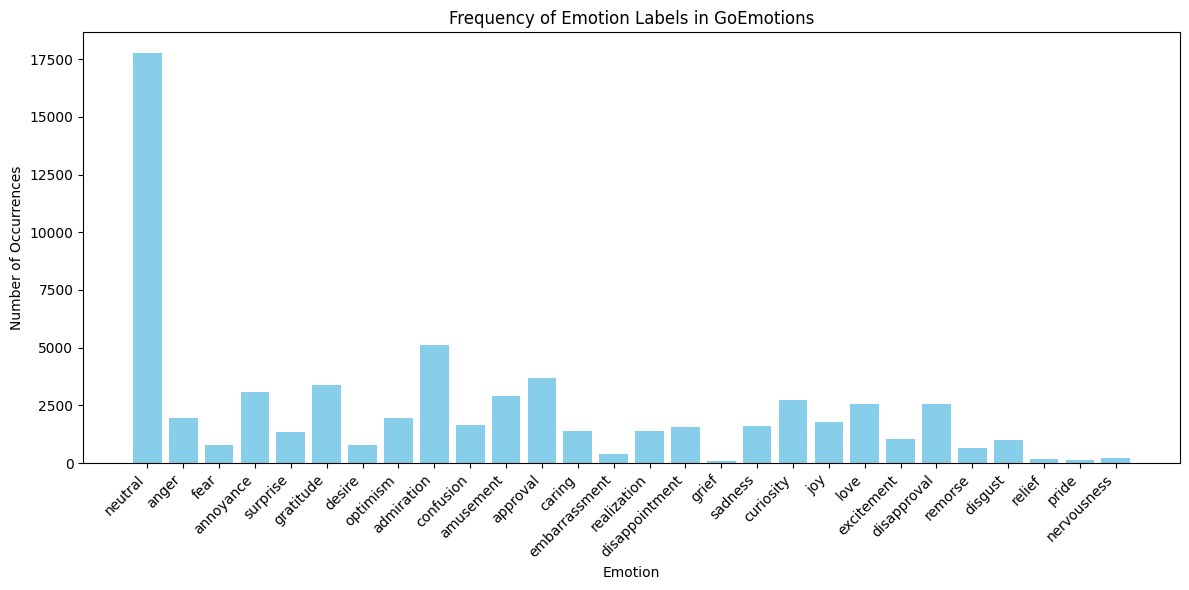 Frequency of Emotion Labels in GoEmotions
Number of Occurrences
17500
15000
12500
10000
7500
5000
2500
0
neutral
anger
fear
annoyance
surprise
gratitude
desire
optimism
admiration
confusion
amusement
approval
caring
embarrassment
realization
disappointment
grief
sadness
curiosity
joy
love
excitement
disapproval
remorse
disgust
relief
pride
nervousness
Emotion